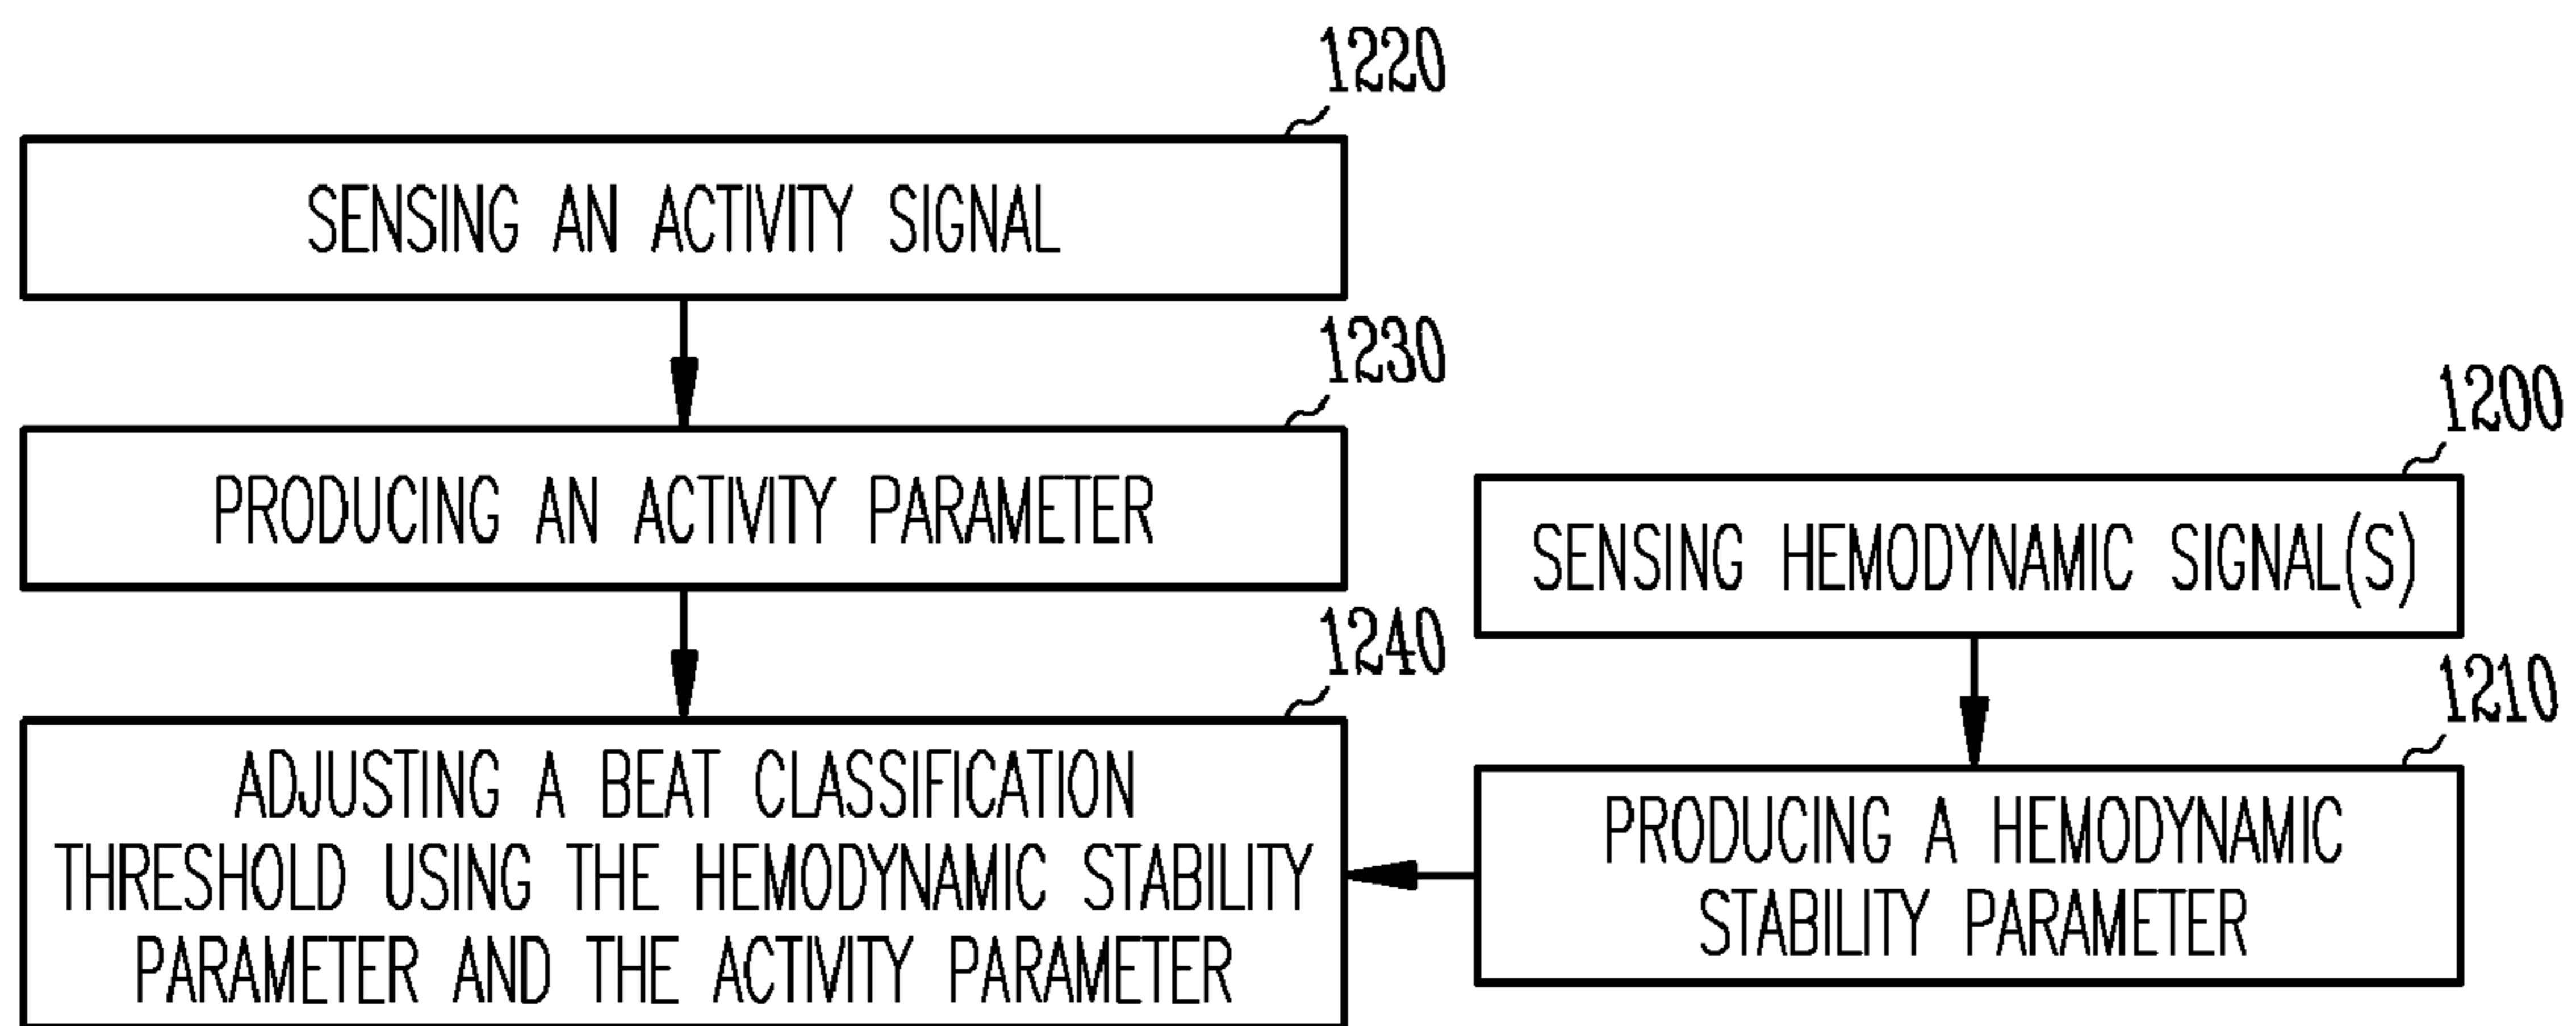 1220
SENSING AN ACTIVITY SIGNAL
1230
PRODUCING AN ACTIVITY PARAMETER
1240
ADJUSTING A BEAT CLASSIFICATION
THRESHOLD USING THE HEMODYNAMIC STABILITY
PARAMETER AND THE ACTIVITY PARAMETER
1200
SENSING HEMODYNAMIC SIGNAL(S)
1210
PRODUCING A HEMODYNAMIC
STABILITY PARAMETER